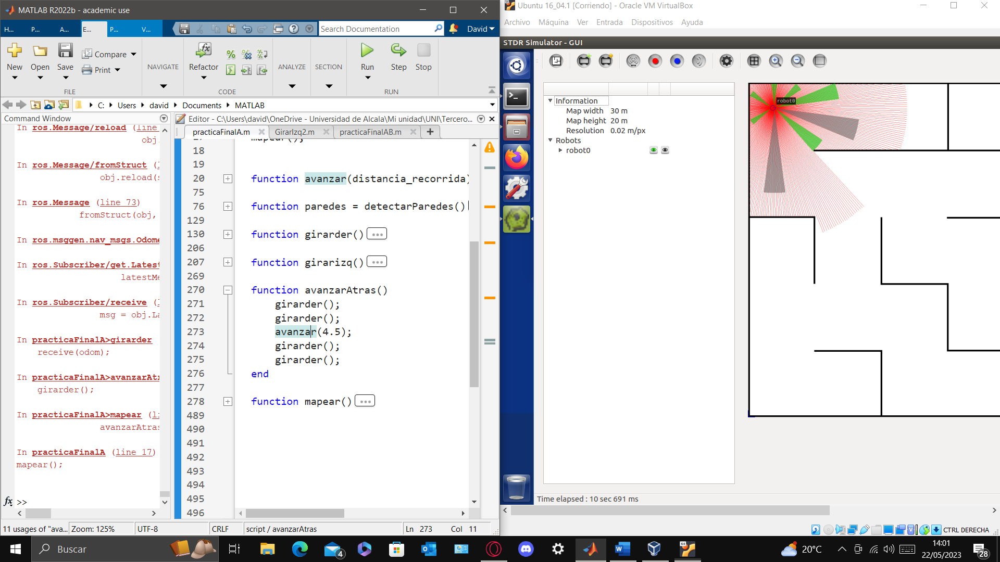 MATLAB R2022b - academic use
H...
P...
A...
E...
P...
V...
Search Documentation
David
New
Open
Save
Compare
Print
FILE
NAVIGATE
Refactor
CODE
ANALYZE
SECTION
Run
Step
Stop
RUN
C:
Users
david
Documents
MATLAB
Command Window
In ros.Message/reload (line
obj.
In ros.Message/fromStruct (
obj.reload(s
In ros.Message (line 73)
fromStruct(obj,
In ros.msggen.nav_msgs.Odome
In ros.Subscriber/get.Latest
latestMe
In ros.Subscriber/receive (
msg = obj.La
In practicaFinalA>girarder
receive(odom);
In practicaFinalA>avanzarAtr
girarder();
In practicaFinalA>mapear (li
avanzarAtras
In practicaFinalA (line 17)
mapear();
fx >>
Editor - C:\Users\david\OneDrive - Universidad de Alcala\Mi unidad\UNI\Tercero...
practicaFinalA.m
GirarIzq2.m
practicaFinalAB.m
17 mapear();
18
19
20 function avanzar(distancia_recorrida)
75
76 function paredes = detectarParedes()
129
130 function girarder() ...
206
207 function girarizq() ...
269
270 function avanzarAtras()
271 girarder();
272 girarder();
273 avanzar(4.5);
274 girarder();
275 girarder();
276 end
277
278 function mapear() ...
489
490
491
492
493
494
495
496
11 usages of "ava...
Zoom: 125%
UTF-8
CRLF
script / avanzarAtras
Ln 273
Col 11
Ubuntu 16_04.1 [Corriendo] - Oracle VM VirtualBox
Archivo
Máquina
Ver
Entrada
Dispositivos
Ayuda
STDR Simulator - GUI
Information
Map width 30 m
Map height 20 m
Resolution 0.02 m/px
Robots
robot0
robot0
Time elapsed : 10 sec 691 ms
CTRL DERECHA
Buscar
4
64
20°C
14:01
22/05/2023
28